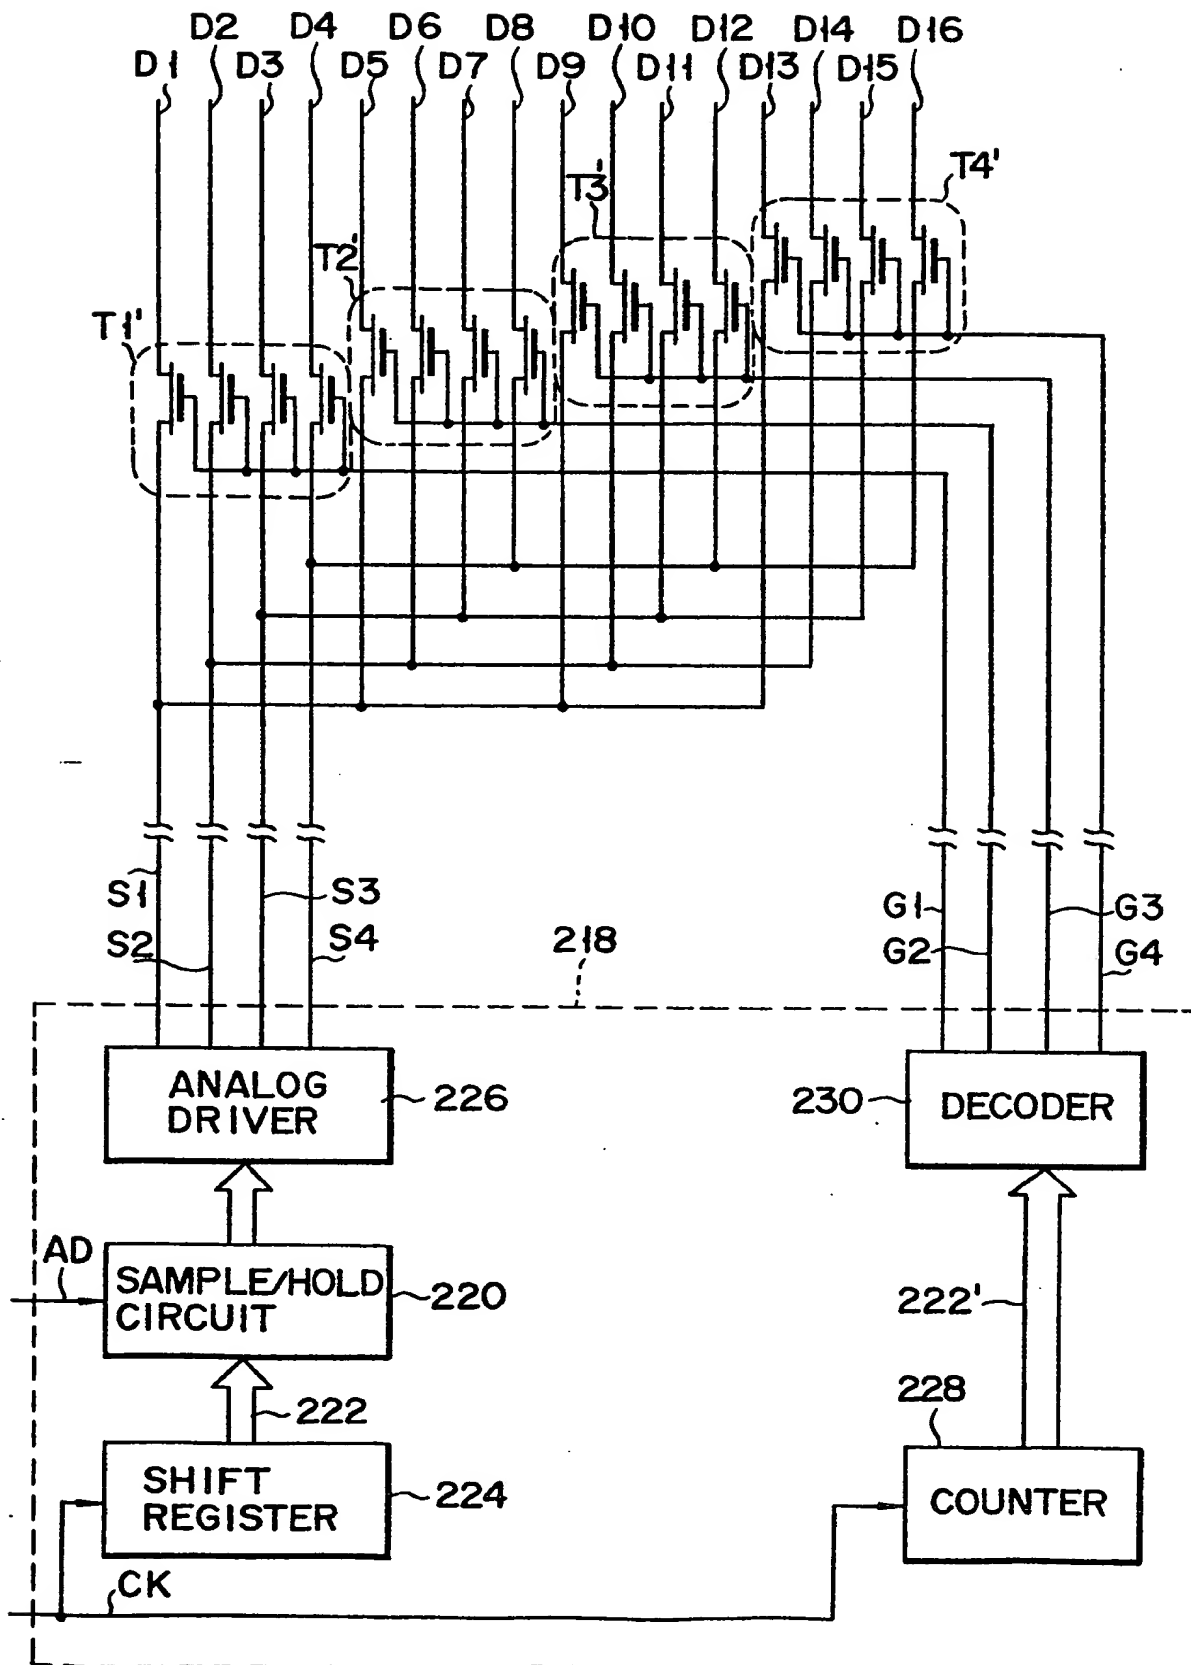 D2 D4 D6 D8 D10 D12 D14 D16
D1 D3 D5 D7 D9 D11 D13 D15
T4'
T3'
T2'
T1'
S1 S3 G1 G3
S2 S4 218 G2 G4
ANALOG
DRIVER
226
230
DECODER
AD
SAMPLE/HOLD
CIRCUIT
220
222'
222
228
SHIFT
REGISTER
224
COUNTER
CK